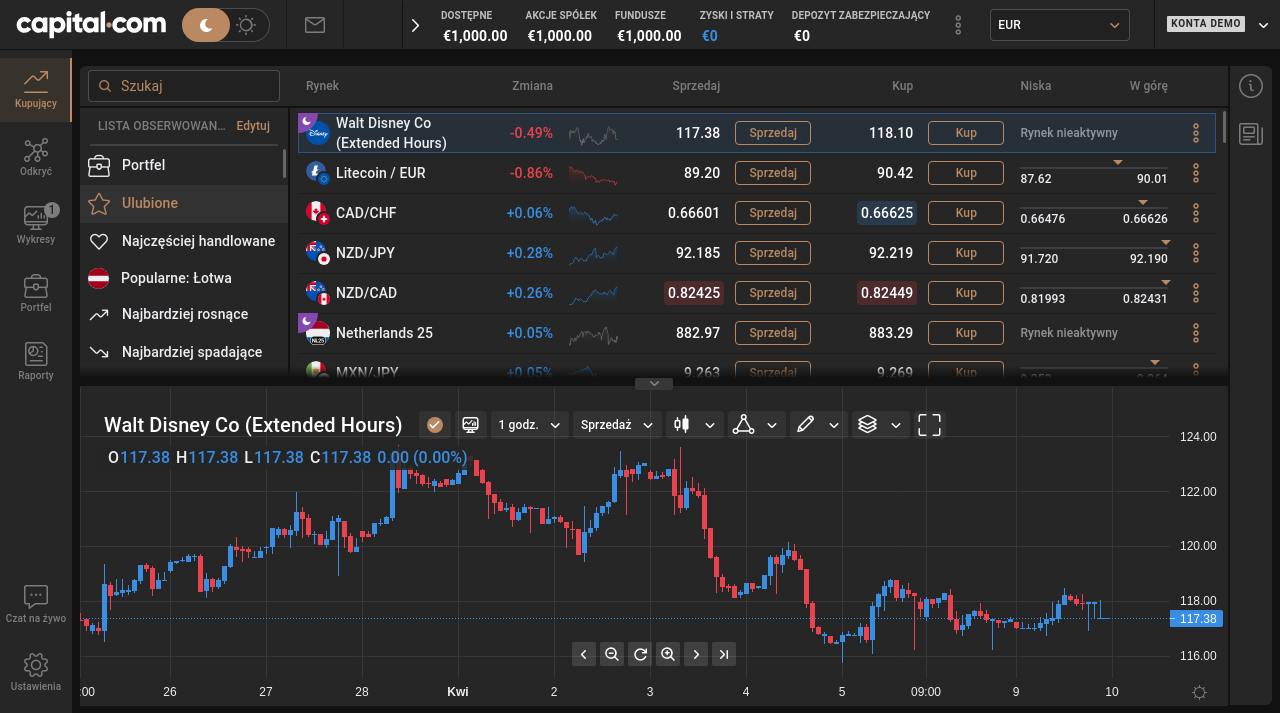 capital.com
DOSTĘPNE
€1,000.00
AKCJE SPÓŁEK
€1,000.00
FUNDUSZE
€1,000.00
ZYSKI I STRATY
€0
DEPOZYT ZABEZPIECZAJĄCY
€0
EUR
KONTO DEMO
Kupujący
Odkryć
1
Wykresy
Portfel
Raporty
Czat na żywo
Ustawienia
Szukaj
LISTA OBSERWOWAN... Edytuj
Portfel
Ulubione
Najczęściej handlowane
Popularne: Łotwa
Najbardziej rosnące
Najbardziej spadające
Rynek Zmiana Sprzedaj Kup Niska W górę
Walt Disney Co
(Extended Hours) -0.49% 117.38 Sprzedaj 118.10 Kup Rynek nieaktywny
Litecoin / EUR -0.86% 89.20 Sprzedaj 90.42 Kup 87.62 90.01
CAD/CHF +0.06% 0.66601 Sprzedaj 0.66625 Kup 0.66476 0.66626
NZD/JPY +0.28% 92.185 Sprzedaj 92.219 Kup 91.720 92.190
NZD/CAD +0.26% 0.82425 Sprzedaj 0.82449 Kup 0.81993 0.82431
NL25 Netherlands 25 +0.05% 882.97 Sprzedaj 883.29 Kup Rynek nieaktywny
MXN/JPY +0.05% 9.263 Sprzedaj 9.269 Kup
Walt Disney Co (Extended Hours) 1 godz. Sprzedaż
O117.38 H117.38 L117.38 C117.38 0.00 (0.00%)
124.00
122.00
120.00
118.00
117.38
116.00
:00 26 27 28 Kwi 2 3 4 5 09:00 9 10